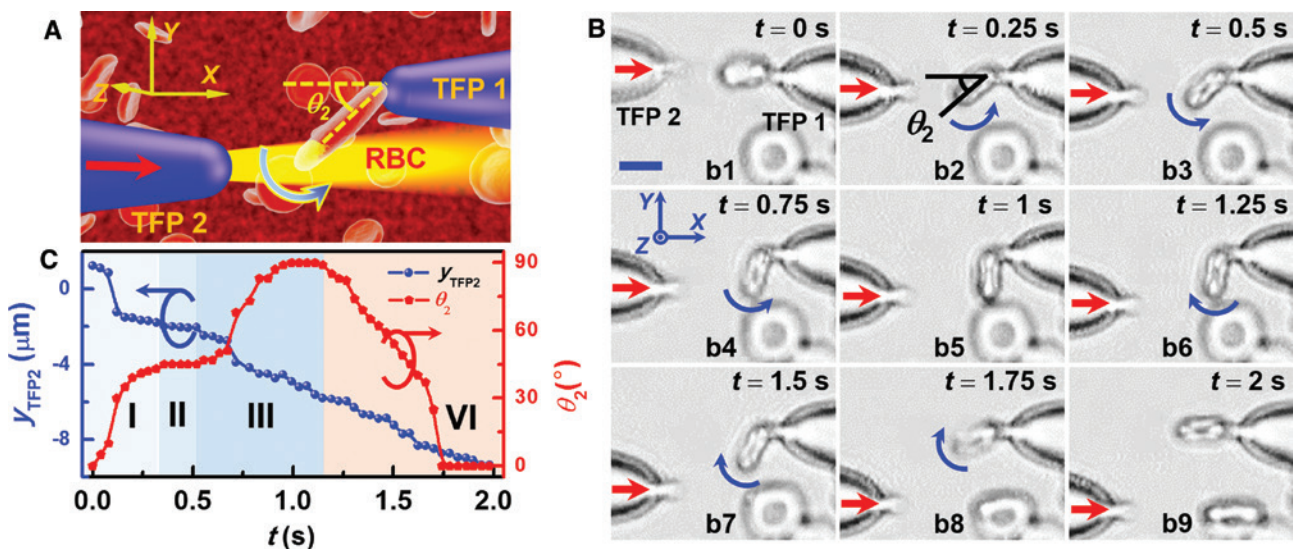 A
Y
X
Z
TFP 1
θ2
RBC
TFP 2
B
t = 0 s
TFP 2
TFP 1
b1
t = 0.25 s
θ2
b2
t = 0.5 s
b3
t = 0.75 s
Y
X
Z
b4
t = 1 s
b5
t = 1.25 s
b6
t = 1.5 s
b7
t = 1.75 s
b8
t = 2 s
b9
C
yTFP2 (μm)
0
-4
-8
yTFP2
θ2
I
II
III
VI
90
60
30
0
θ2(°)
0.0 0.5 1.0 1.5 2.0
t (s)